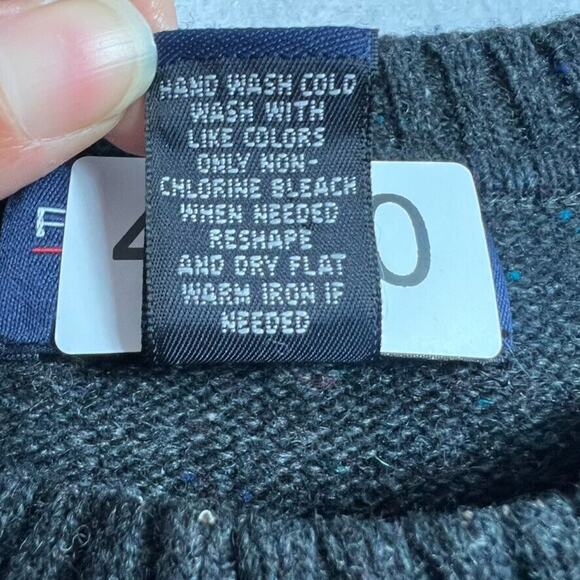 HAND WASH COLD
WASH WITH
LIKE COLORS
ONLY NON-
CHLORINE BLEACH
WHEN NEEDED
RESHAPE
AND DRY FLAT
WARM IRON IF
NEEDED